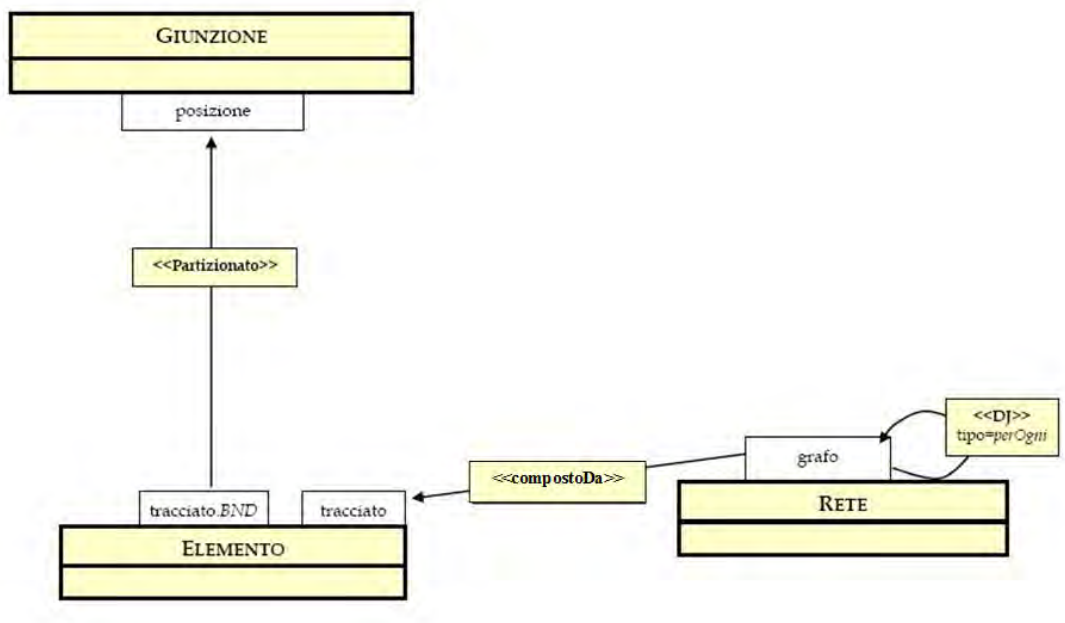 GIUNZIONE
posizione
<<Partizionato>>
<<DJ>>
tipo=perOgni
grafo
<<compostoDa>>
tracciato.BND
tracciato
RETE
ELEMENTO